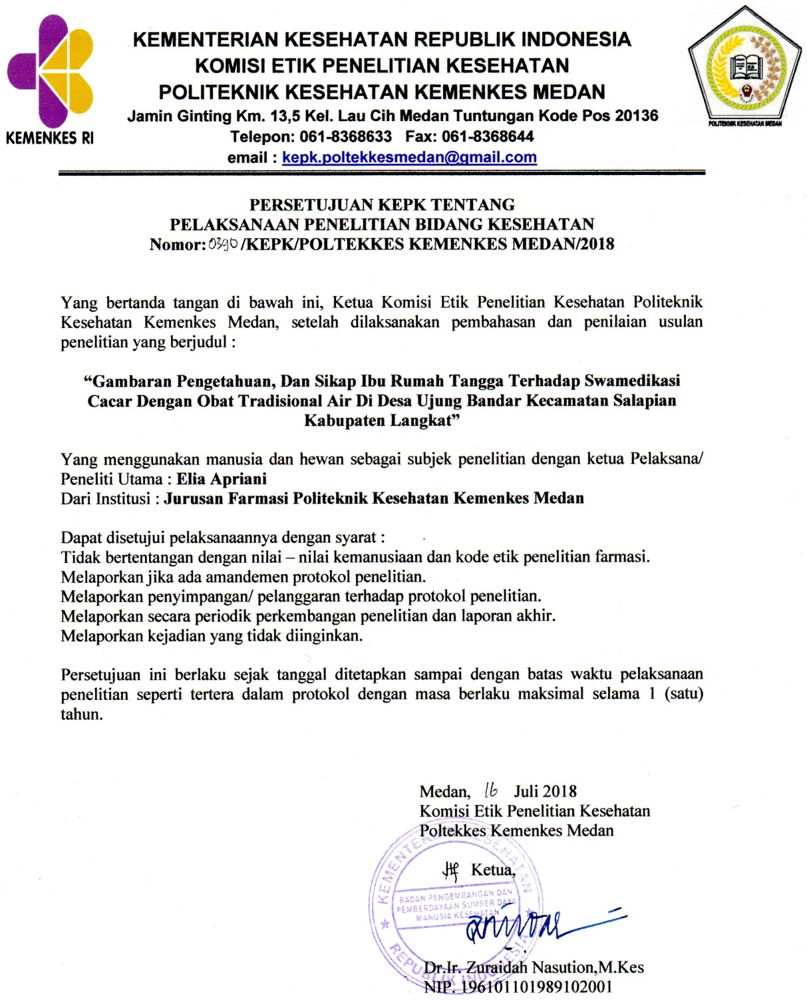 KEMENKES RI
KEMENTERIAN KESEHATAN REPUBLIK INDONESIA
KOMISI ETIK PENELITIAN KESEHATAN
POLITEKNIK KESEHATAN KEMENKES MEDAN
Jamin Ginting Km. 13,5 Kel. Lau Cih Medan Tuntungan Kode Pos 20136
Telepon: 061-8368633 Fax: 061-8368644
email : kepk.poltekkesmedan@gmail.com
POLITEKNIK KESEHATAN MEDAN
PERSETUJUAN KEPK TENTANG
PELAKSANAAN PENELITIAN BIDANG KESEHATAN
Nomor: 0390 /KEPK/POLTEKKES KEMENKES MEDAN/2018
Yang bertanda tangan di bawah ini, Ketua Komisi Etik Penelitian Kesehatan Politeknik
Kesehatan Kemenkes Medan, setelah dilaksanakan pembahasan dan penilaian usulan
penelitian yang berjudul :
“Gambaran Pengetahuan, Dan Sikap Ibu Rumah Tangga Terhadap Swamedikasi
Cacar Dengan Obat Tradisional Air Di Desa Ujung Bandar Kecamatan Salapian
Kabupaten Langkat”
Yang menggunakan manusia dan hewan sebagai subjek penelitian dengan ketua Pelaksana/
Peneliti Utama : Elia Apriani
Dari Institusi : Jurusan Farmasi Politeknik Kesehatan Kemenkes Medan
Dapat disetujui pelaksanaannya dengan syarat :
Tidak bertentangan dengan nilai – nilai kemanusiaan dan kode etik penelitian farmasi.
Melaporkan jika ada amandemen protokol penelitian.
Melaporkan penyimpangan/ pelanggaran terhadap protokol penelitian.
Melaporkan secara periodik perkembangan penelitian dan laporan akhir.
Melaporkan kejadian yang tidak diinginkan.
Persetujuan ini berlaku sejak tanggal ditetapkan sampai dengan batas waktu pelaksanaan
penelitian seperti tertera dalam protokol dengan masa berlaku maksimal selama 1 (satu)
tahun.
Medan, 16 Juli 2018
Komisi Etik Penelitian Kesehatan
Poltekkes Kemenkes Medan
Ketua,
KEMENTERIAN KESEHATAN
BADAN PENGEMBANGAN DAN
PEMBERDAYAAN SUMBER DAYA
MANUSIA KESEHATAN
REPUBLIK INDONESIA
Dr.Ir. Zuraidah Nasution,M.Kes
NIP. 196101101989102001